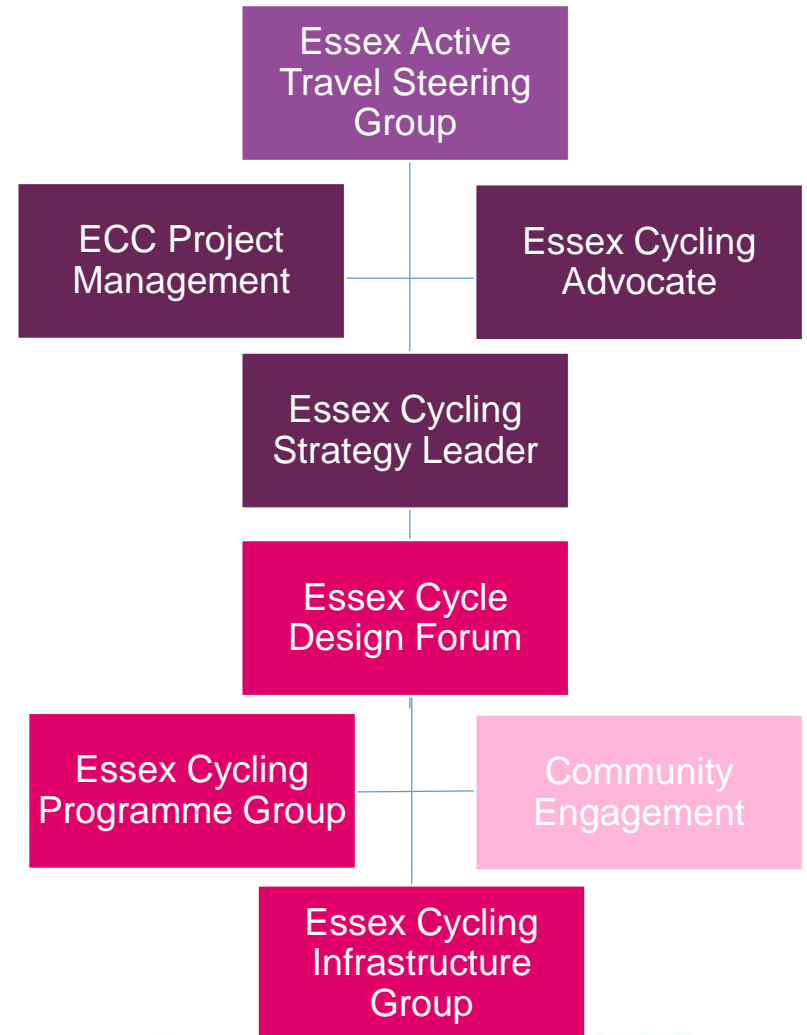 Essex Active
Travel Steering
Group
ECC Project
Management
Essex Cycling
Advocate
Essex Cycling
Strategy Leader
Essex Cycle
Design Forum
Essex Cycling
Programme Group
Community
Engagement
Essex Cycling
Infrastructure
Group